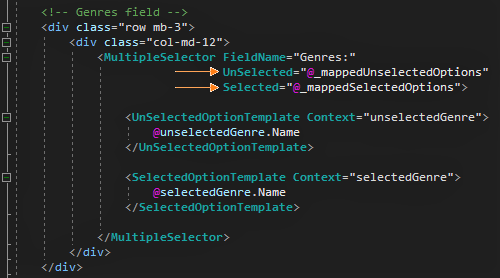 <!-- Genres field -->
<div class="row mb-3">
<div class="col-md-12">
<MultipleSelector FieldName="Genres:"
UnSelected="@_mappedUnselectedOptions"
Selected="@_mappedSelectedOptions">
<UnSelectedOptionTemplate Context="unselectedGenre">
@unselectedGenre.Name
</UnSelectedOptionTemplate>
<SelectedOptionTemplate Context="selectedGenre">
@selectedGenre.Name
</SelectedOptionTemplate>
</MultipleSelector>
</div>
</div>